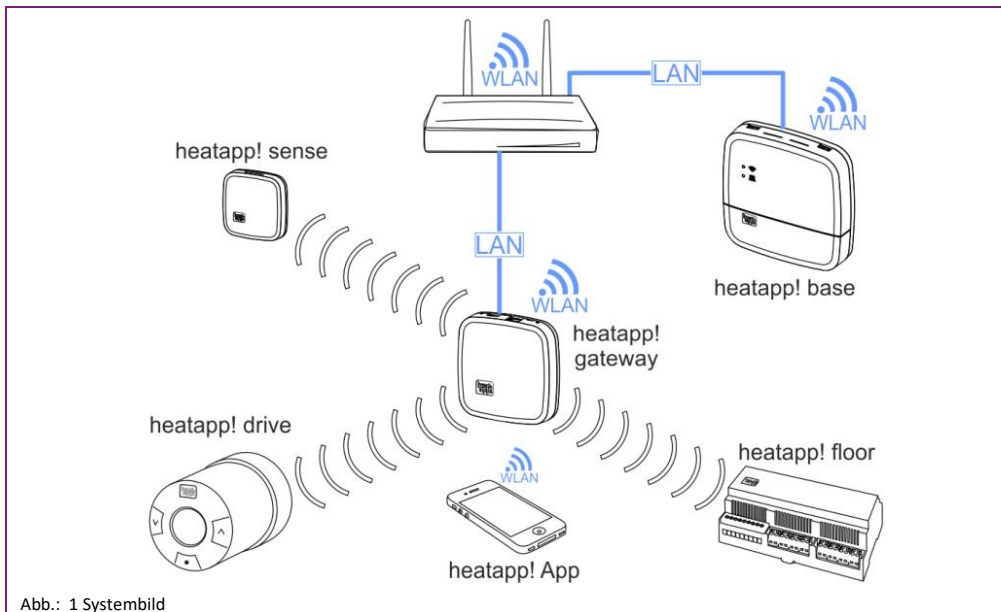 WLAN
LAN
WLAN
heatapp! sense
LAN
heatapp! base
WLAN
heatapp!
gateway
heatapp! drive
heatapp! floor
WLAN
heatapp! App
Abb.: 1 Systembild